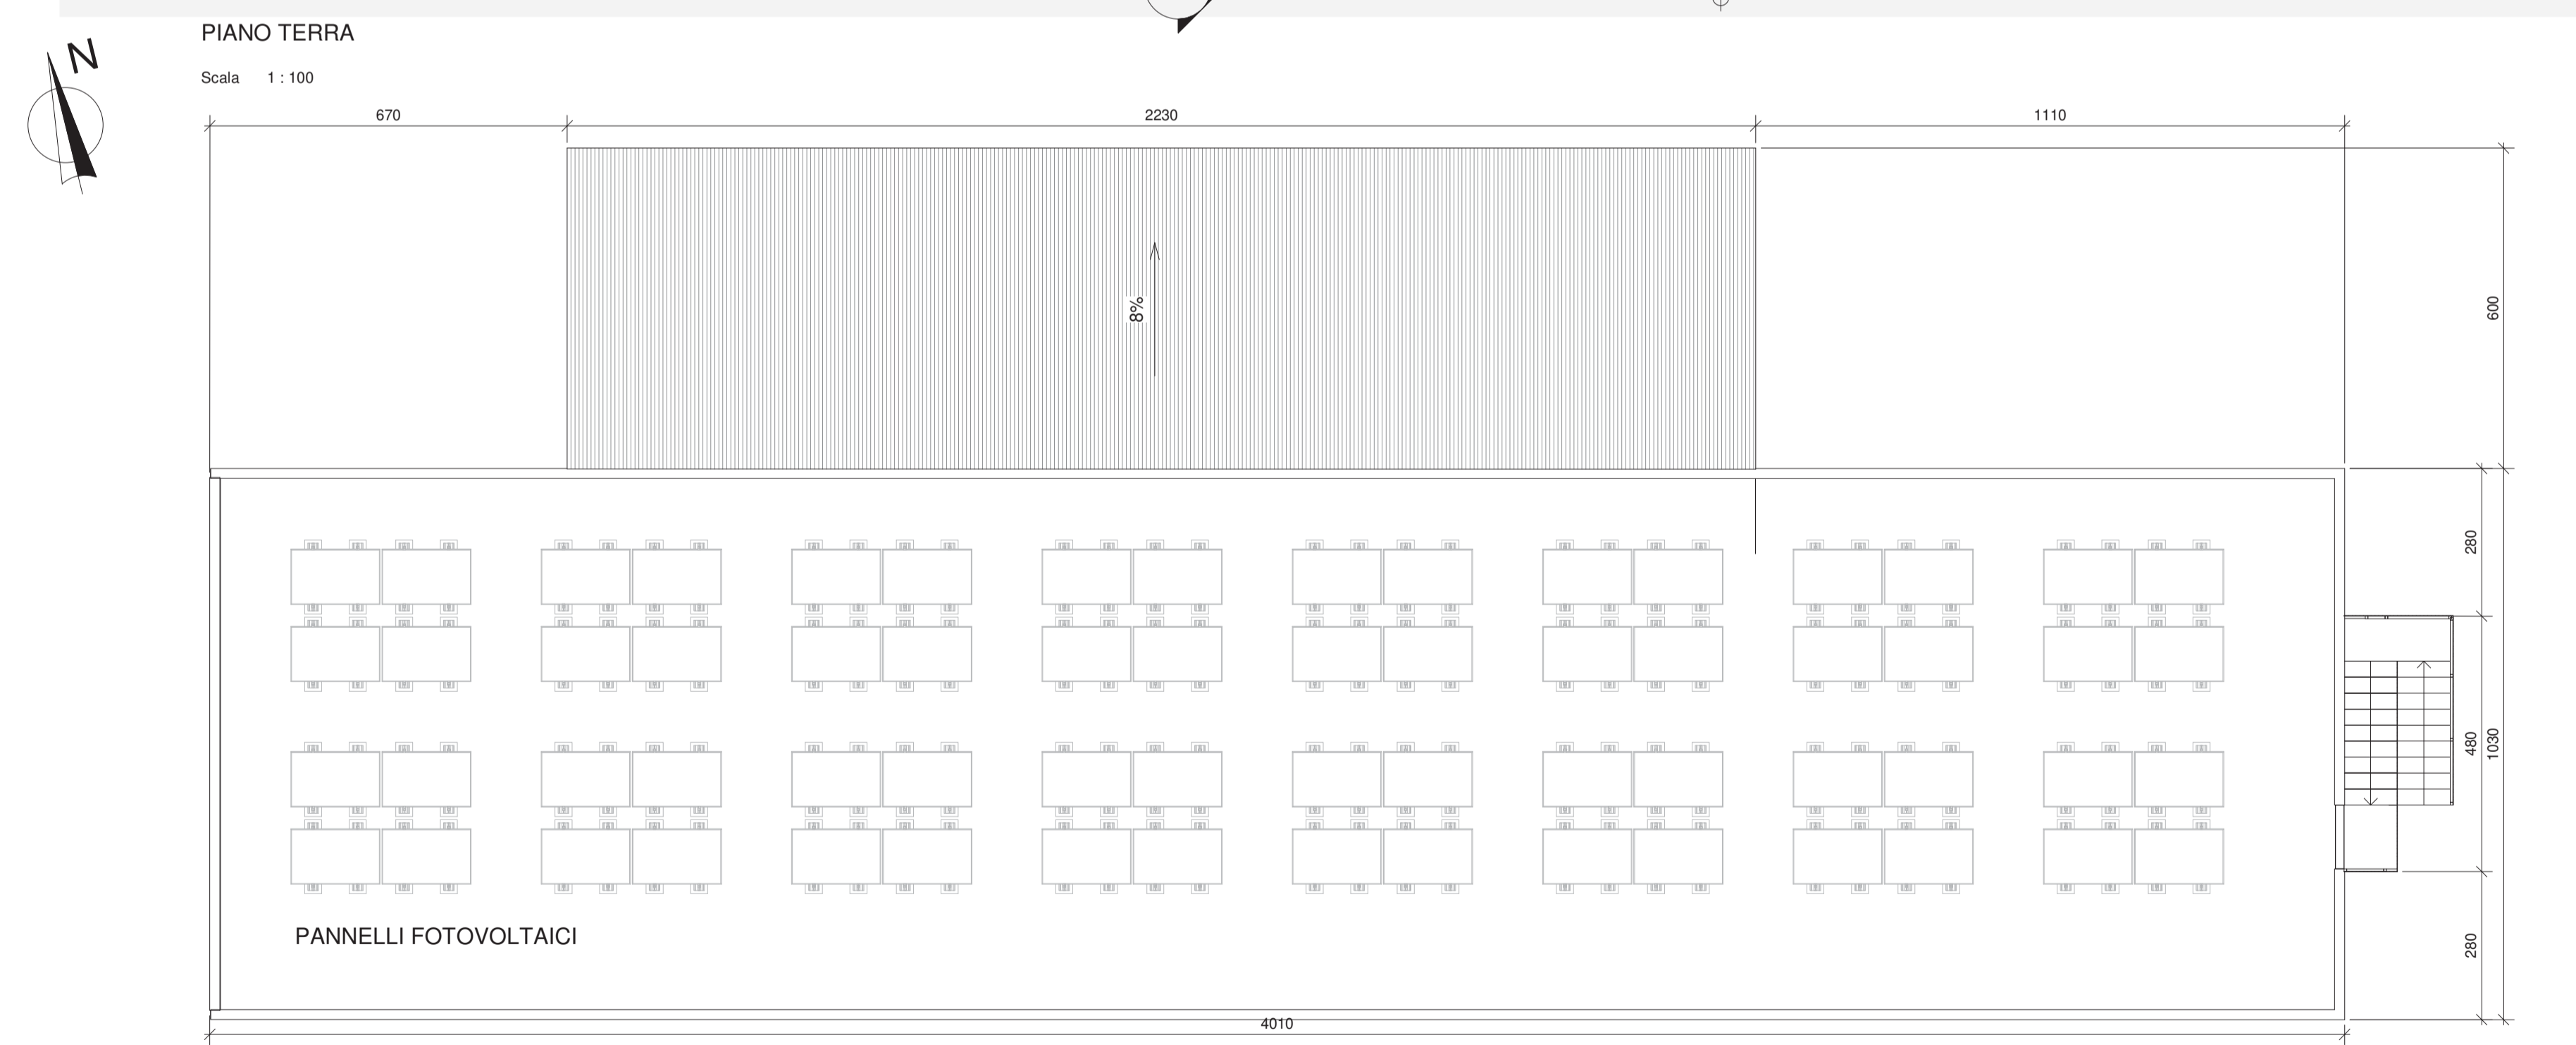 PIANO TERRA
N
Scala 1 : 100
670
2230
1110
8%
600
280
480
1030
280
PANNELLI FOTOVOLTAICI
4010